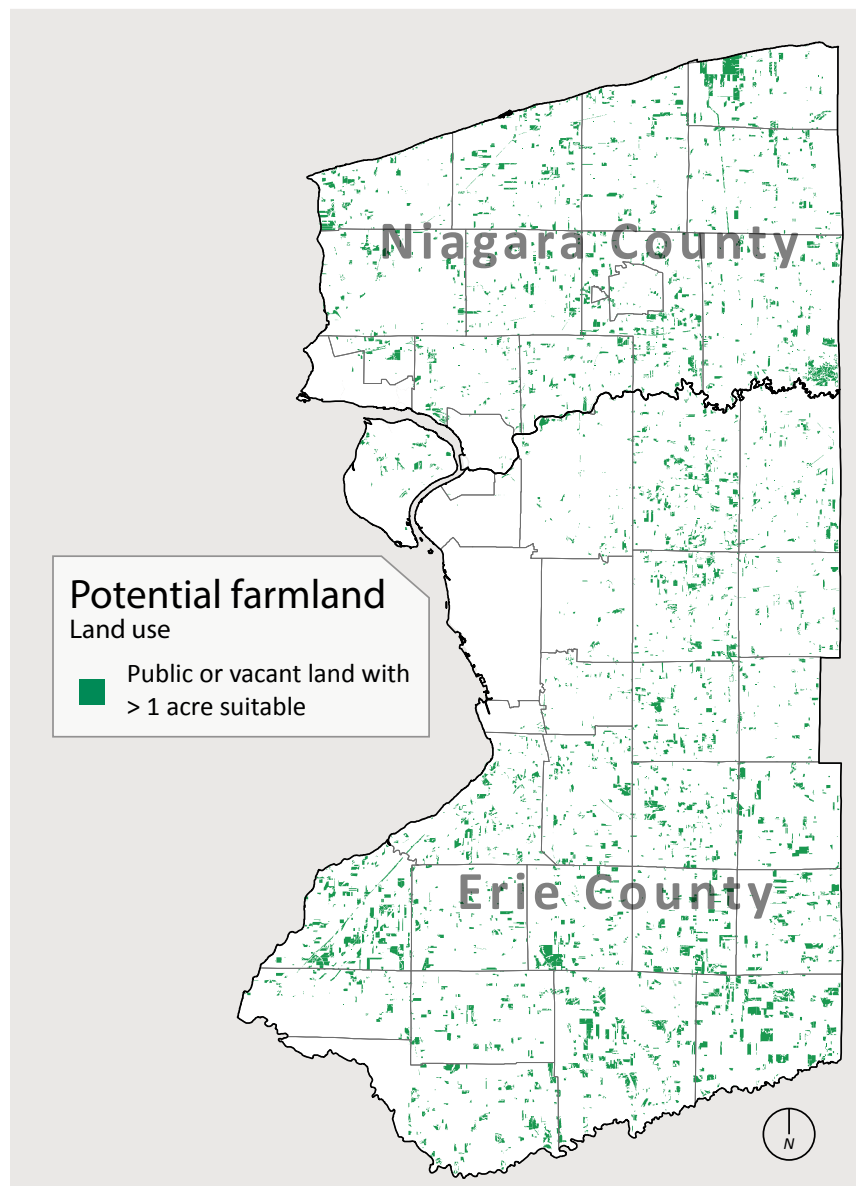 Niagara County
Potential farmland
Land use
Public or vacant land with
> 1 acre suitable
Erie County
N